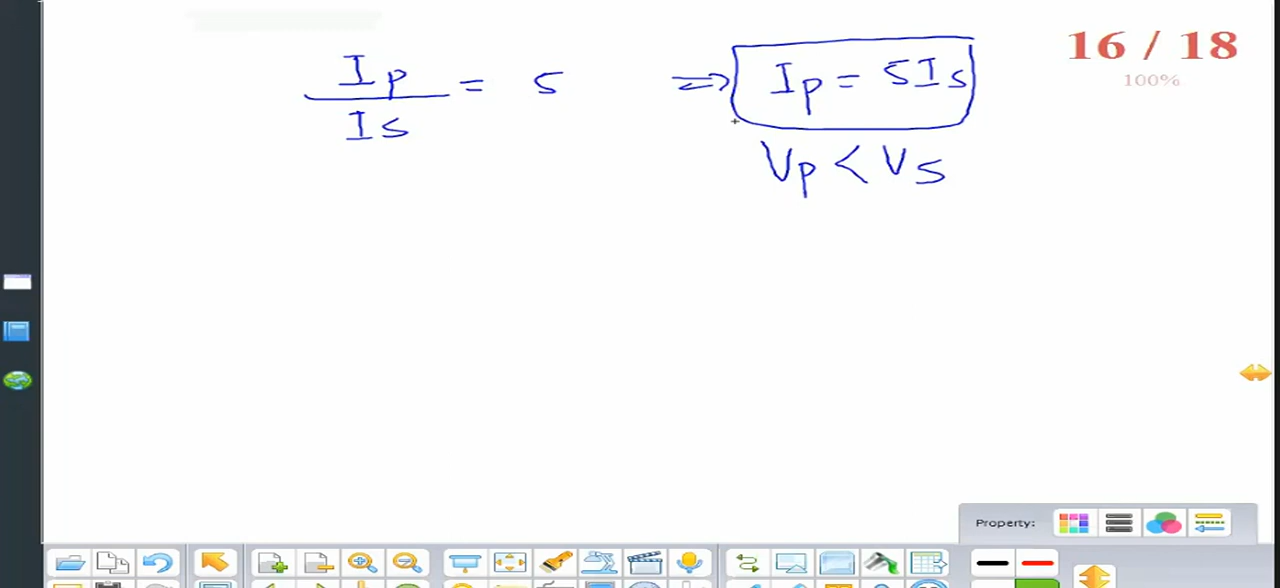 Ip / Is = 5 ⇒ Ip = 5Is
Vp < Vs
16 / 18
100%
Property: